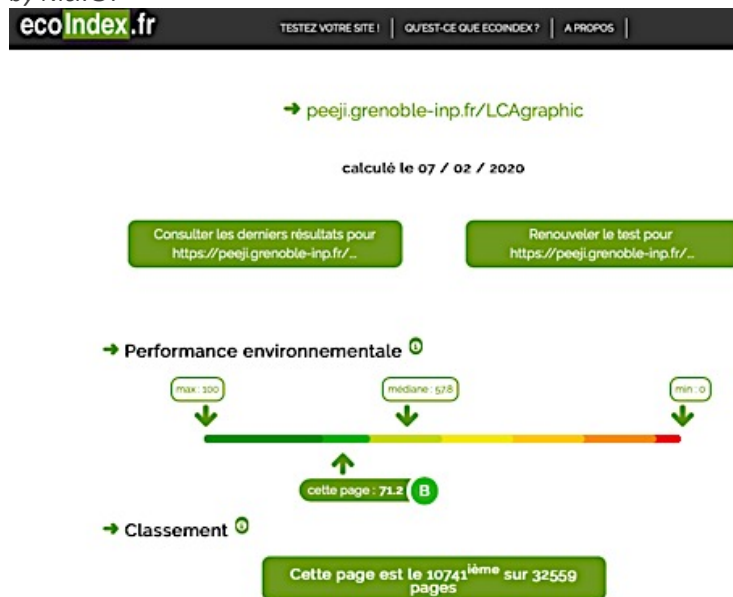 ecoIndex.fr
TESTEZ VOTRE SITE ! | QU'EST-CE QUE ECOINDEX ? | A PROPOS |
➔ peeji.grenoble-inp.fr/LCAgraphic
calculé le 07 / 02 / 2020
Consulter les derniers résultats pour
https://peeji.grenoble-inp.fr/...
Renouveler le test pour
https://peeji.grenoble-inp.fr/...
➔ Performance environnementale
max : 100
médiane : 57.8
min : 0
cette page : 71.2 B
➔ Classement
Cette page est le 10741ième sur 32559
pages